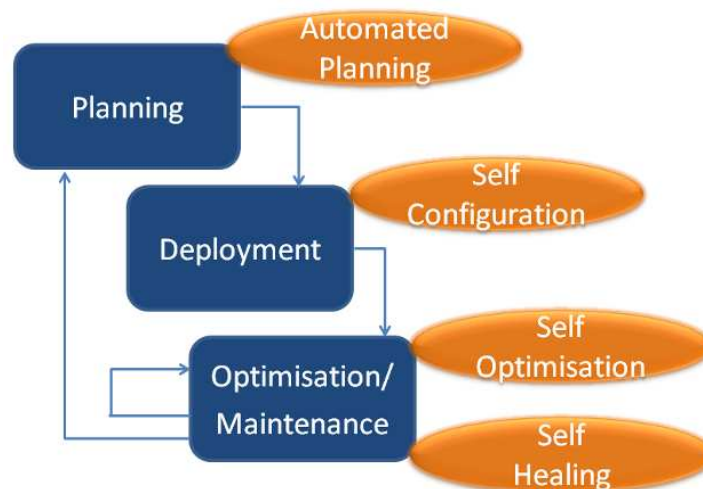 Automated
Planning
Planning
Self
Configuration
Deployment
Self
Optimisation
Optimisation/
Maintenance
Self
Healing